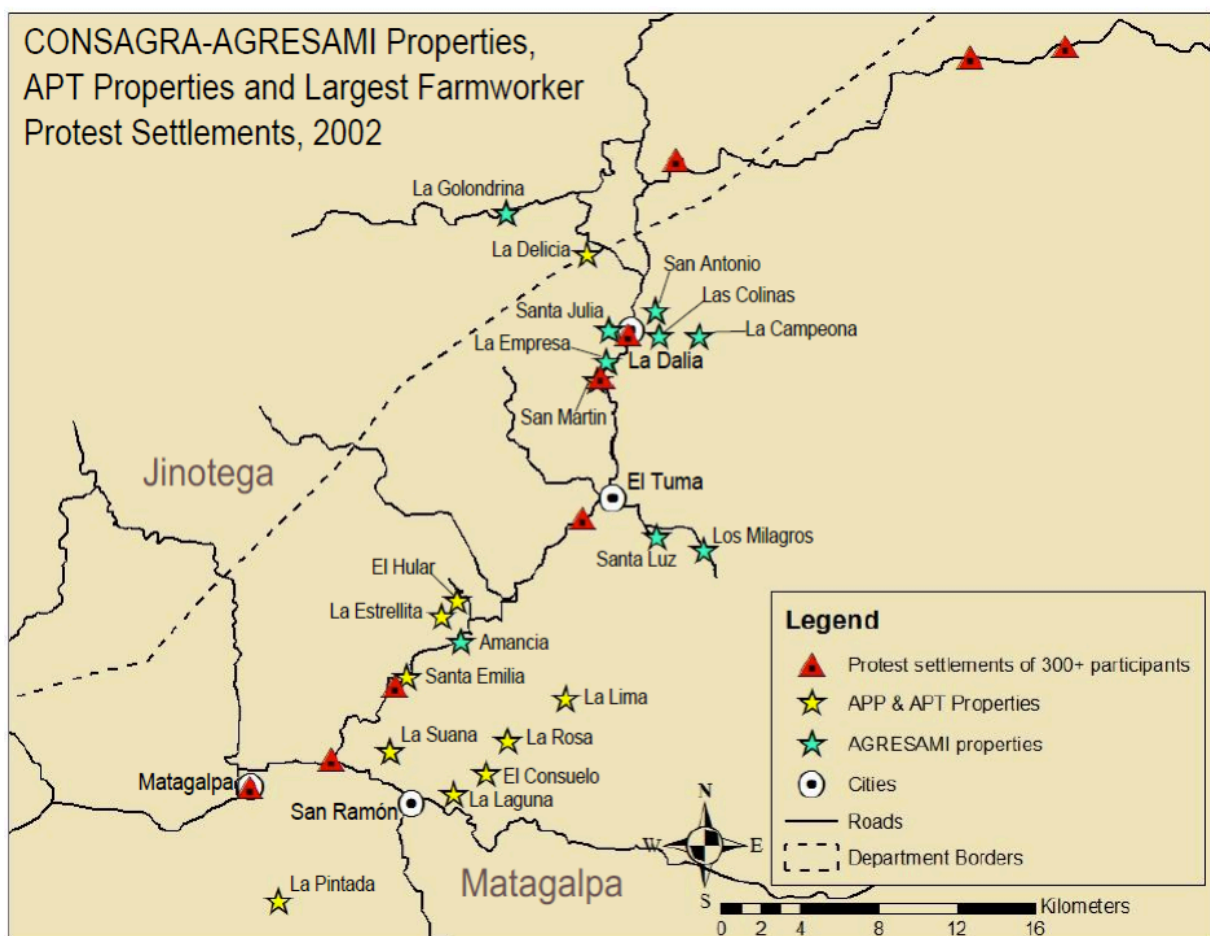 CONSAGRA-AGRESAMI Properties,
APT Properties and Largest Farmworker
Protest Settlements, 2002
La Golondrina
La Delicia
San Antonio
Las Colinas
Santa Julia
La Campeona
La Empresa
La Dalia
San Martin
Jinotega
El Tuma
Los Milagros
Santa Luz
El Hular
La Estrellita
Amancia
Santa Emilia
La Lima
La Suana
La Rosa
Matagalpa
El Consuelo
La Laguna
San Ramón
La Pintada
Matagalpa
Legend
Protest settlements of 300+ participants
APP & APT Properties
AGRESAMI properties
Cities
Roads
Department Borders
N
W E
S
Kilometers
0 2 4 8 12 16